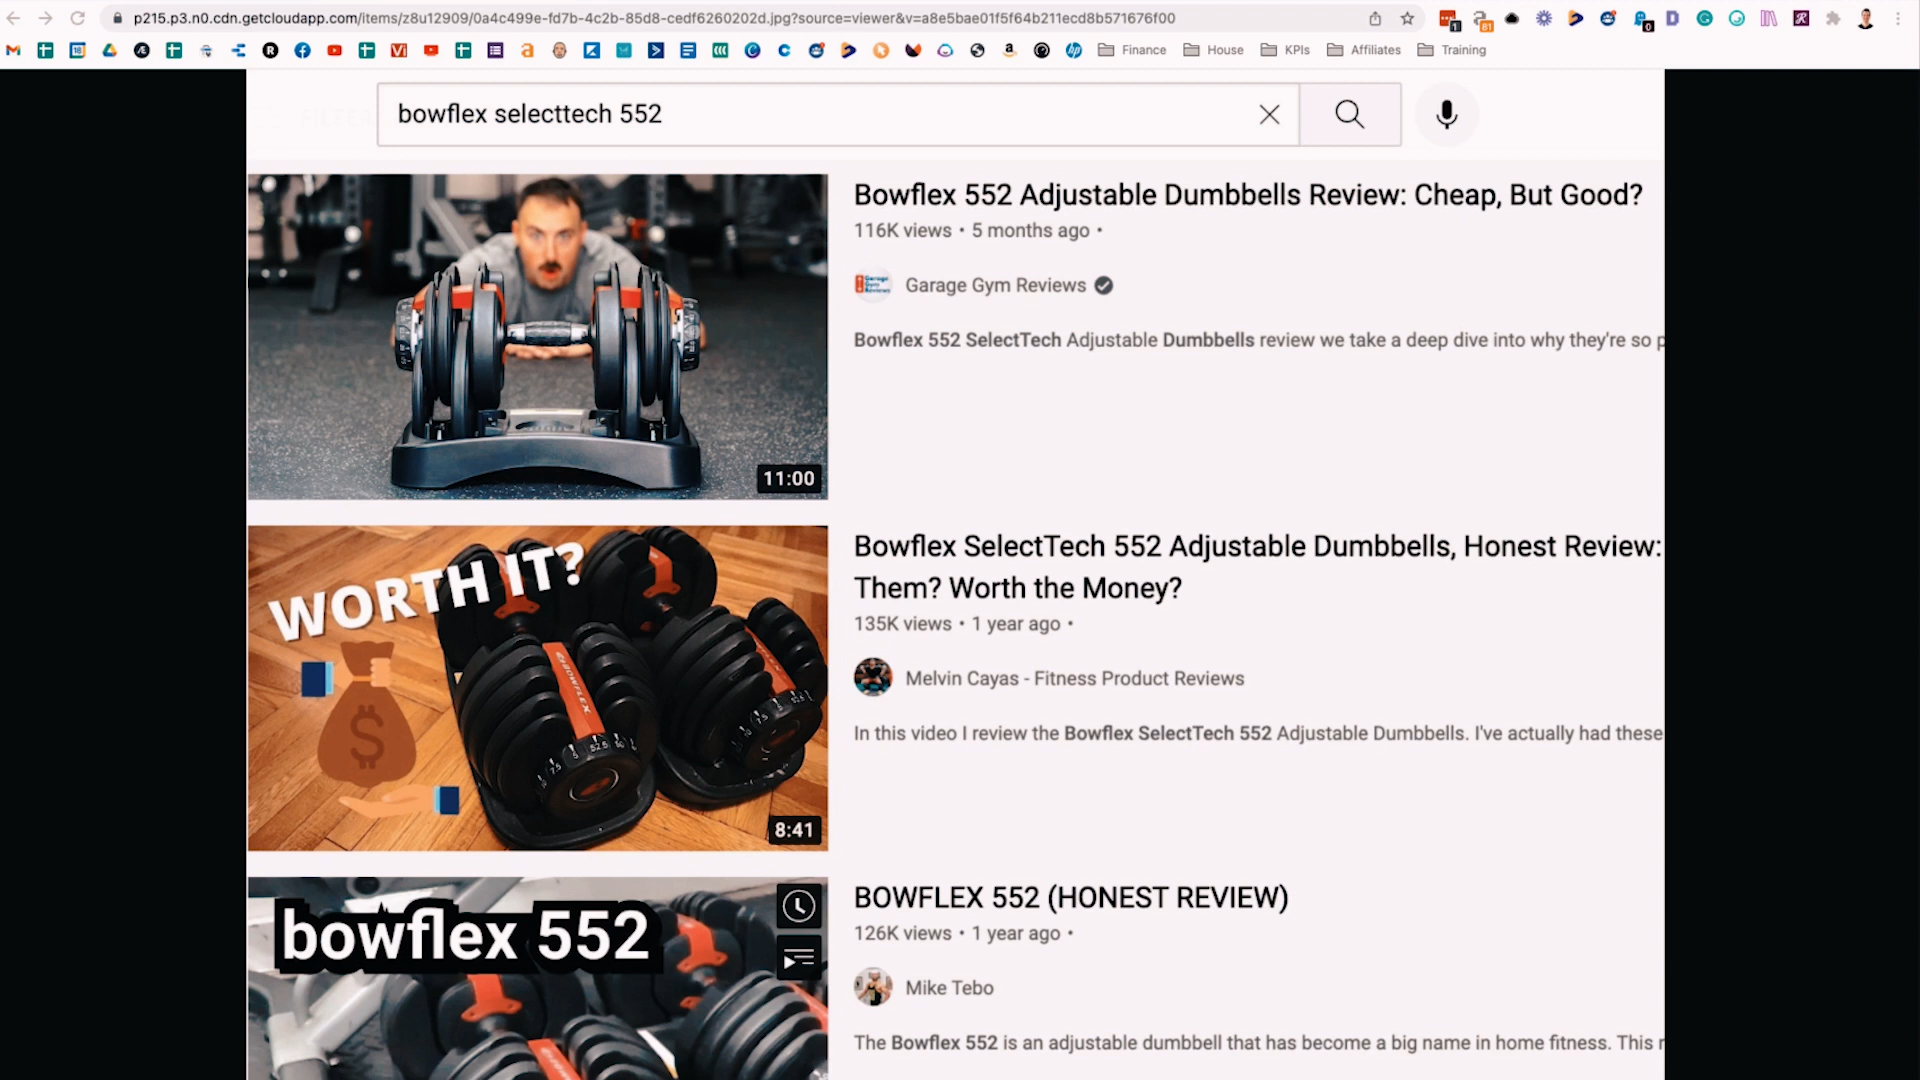 p215.p3.n0.cdn.getcloudapp.com/items/z8u12909/0a4c499e-fd7b-4c2b-85d8-cedf6260202d.jpg?source=viewer&v=a8e5bae01f5f64b211ecd8b571676f00
Finance House KPIs Affiliates Training
bowflex selecttech 552
Bowflex 552 Adjustable Dumbbells Review: Cheap, But Good?
116K views • 5 months ago •
Garage Gym Reviews
Bowflex 552 SelectTech Adjustable Dumbbells review we take a deep dive into why they're so p
11:00
WORTH IT?
$
BOWFLEX
8:41
Bowflex SelectTech 552 Adjustable Dumbbells, Honest Review:
Them? Worth the Money?
135K views • 1 year ago •
Melvin Cayas - Fitness Product Reviews
In this video I review the Bowflex SelectTech 552 Adjustable Dumbbells. I've actually had these
bowflex 552
BOWFLEX 552 (HONEST REVIEW)
126K views • 1 year ago •
Mike Tebo
The Bowflex 552 is an adjustable dumbbell that has become a big name in home fitness. This r